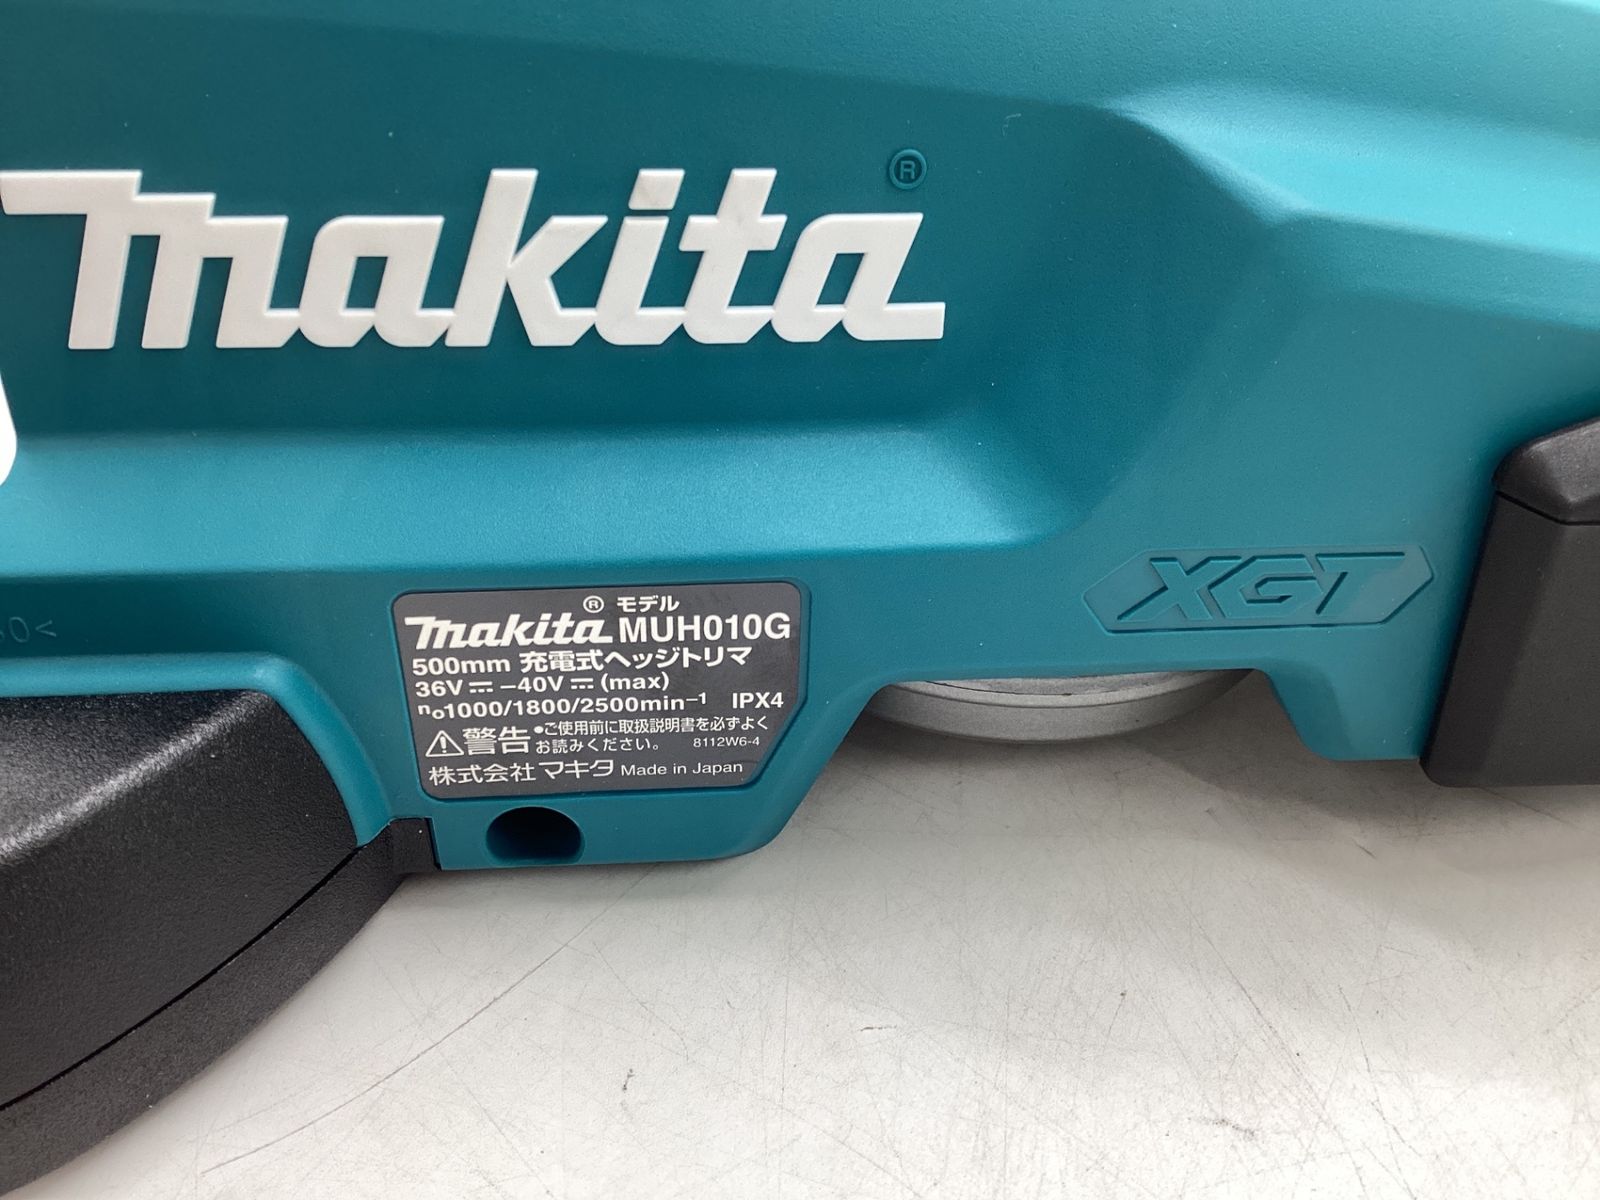 makita®
XGT
makita® モデル MUH010G
500mm 充電式ヘッジトリマ
36V⎓ –40V⎓ (max)
n₀1000/1800/2500min⁻¹ IPX4
⚠警告 •ご使用前に取扱説明書を必ずよく
お読みください。 8112W6-4
株式会社マキタ Made in Japan